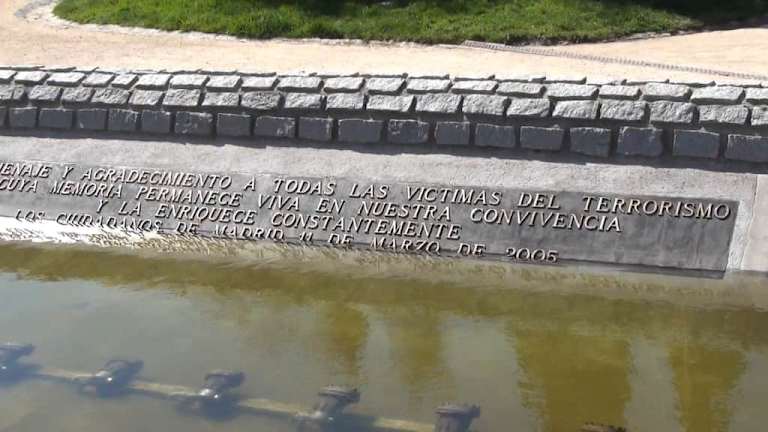 ENAJE Y AGRADECIMIENTO A TODAS LAS VICTIMAS DEL TERRORISMO
CUYA MEMORIA PERMANECE VIVA EN NUESTRA CONVIVENCIA
Y LA ENRIQUECE CONSTANTEMENTE
LOS CIUDADANOS DE MADRID 11 DE MARZO DE 2005